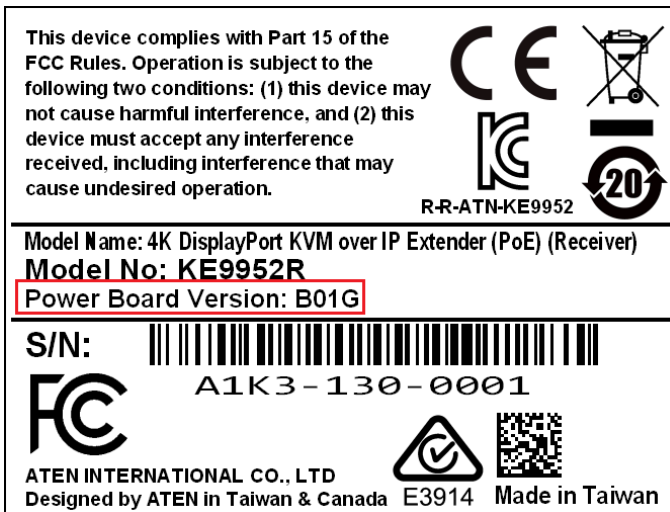 This device complies with Part 15 of the
FCC Rules. Operation is subject to the
following two conditions: (1) this device may
not cause harmful interference, and (2) this
device must accept any interference
received, including interference that may
cause undesired operation.
CE
KC
R-R-ATN-KE9952
20
Model Name: 4K DisplayPort KVM over IP Extender (PoE) (Receiver)
Model No: KE9952R
Power Board Version: B01G
S/N:
A1K3-130-0001
FC
ATEN INTERNATIONAL CO., LTD
Designed by ATEN in Taiwan & Canada
E3914
Made in Taiwan